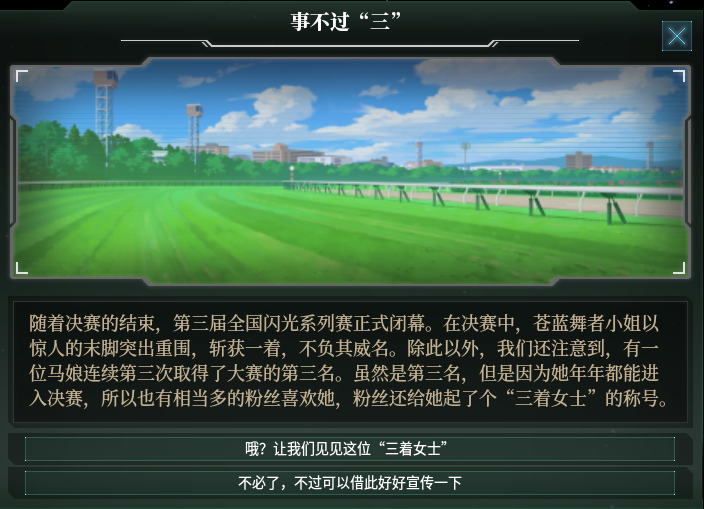 事不过“三”
随着决赛的结束，第三届全国闪光系列赛正式闭幕。在决赛中，苍蓝舞者小姐以
惊人的末脚突出重围，斩获一着，不负其威名。除此以外，我们还注意到，有一
位马娘连续第三次取得了大赛的第三名。虽然是第三名，但是因为她年年都能进
入决赛，所以也有相当多的粉丝喜欢她，粉丝还给她起了个“三着女士”的称号。
哦？让我们见见这位“三着女士”
不必了，不过可以借此好好宣传一下